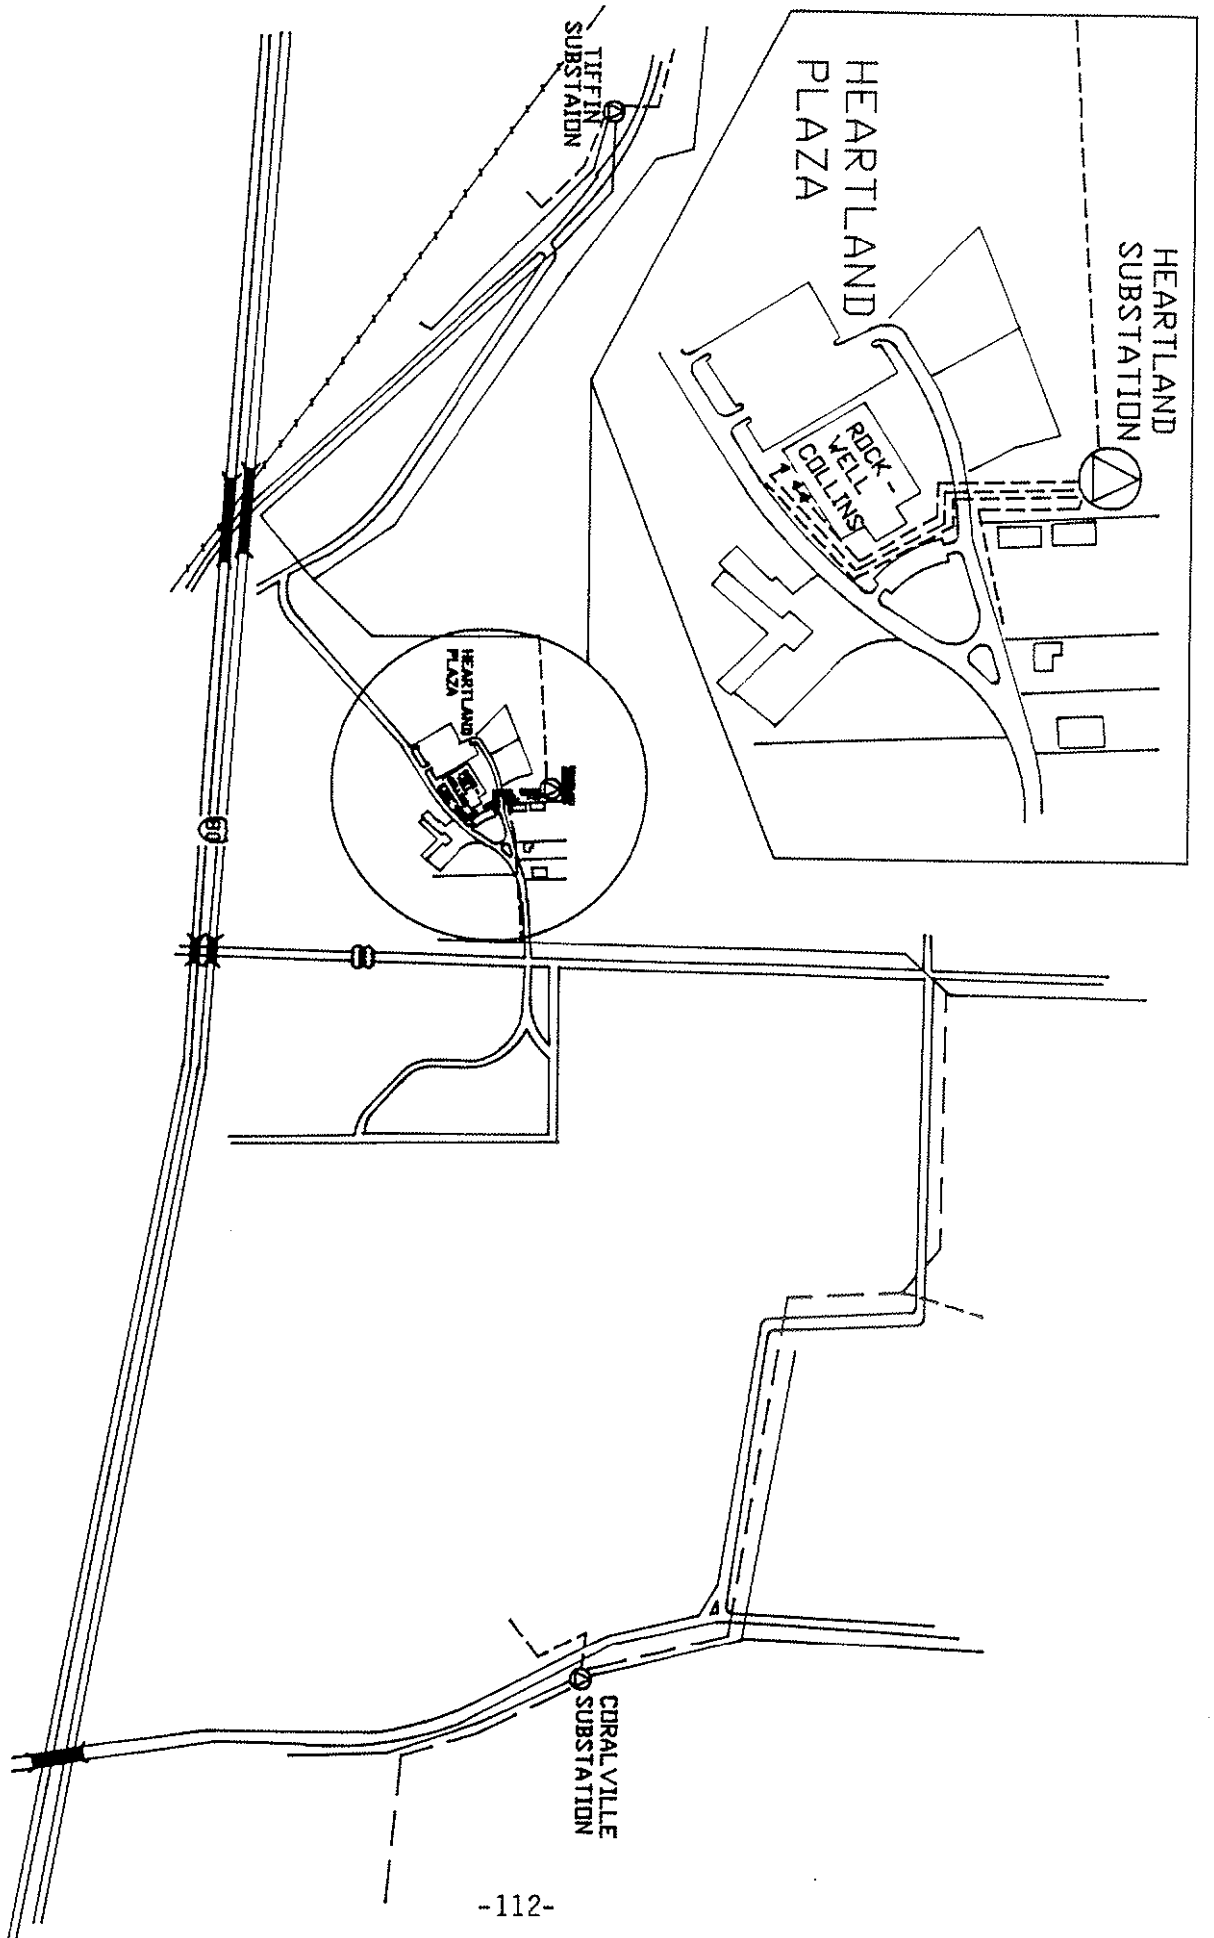 HEARTLAND
SUBSTATION
HEARTLAND
PLAZA
ROCK-
WELL
COLLINS
TIFFIN
SUBSTAION
HEARTLAND
PLAZA
80
CORALVILLE
SUBSTATION
-112-